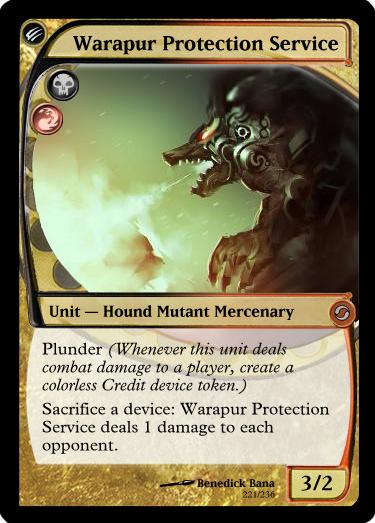 Warapur Protection Service
Unit — Hound Mutant Mercenary
Plunder (Whenever this unit deals
combat damage to a player, create a
colorless Credit device token.)
Sacrifice a device: Warapur Protection
Service deals 1 damage to each
opponent.
Benedick Bana
221/236
3/2